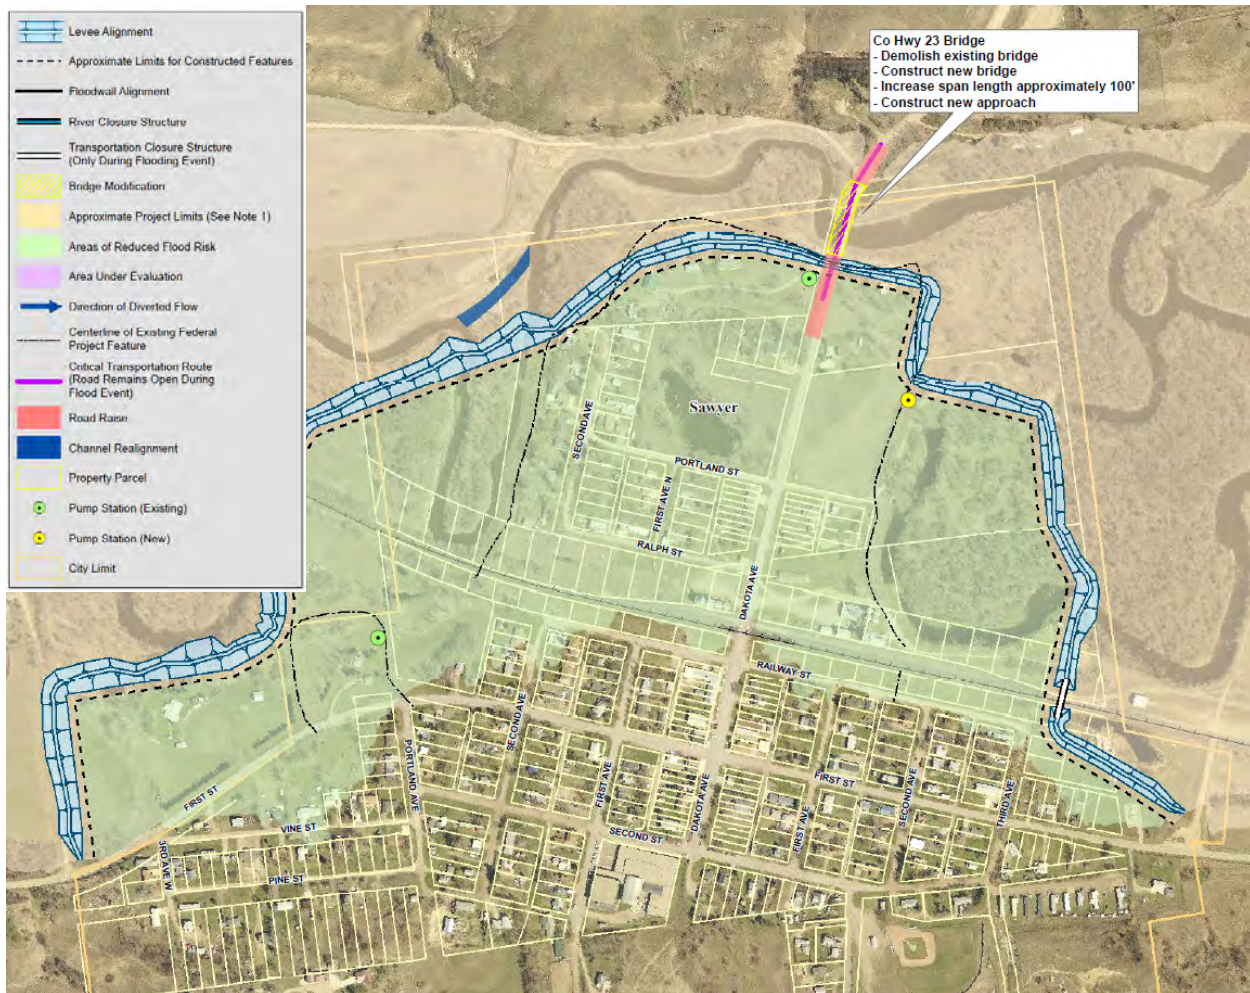 Levee Alignment
Approximate Limits for Constructed Features
Floodwall Alignment
River Closure Structure
Transportation Closure Structure
(Only During Flooding Event)
Bridge Modification
Approximate Project Limits (See Note 1)
Areas of Reduced Flood Risk
Area Under Evaluation
Direction of Diverted Flow
Centerline of Existing Federal
Project Feature
Critical Transportation Route
(Road Remains Open During
Flood Event)
Road Raise
Channel Realignment
Property Parcel
Pump Station (Existing)
Pump Station (New)
City Limit
Co Hwy 23 Bridge
- Demolish existing bridge
- Construct new bridge
- Increase span length approximately 100'
- Construct new approach
Sawyer
SECOND AVE
PORTLAND ST
FIRST AVE N
RALPH ST
DAKOTA AVE
RAILWAY ST
SECOND AVE
PORTLAND AVE
FIRST ST
FIRST AVE
DAKOTA AVE
FIRST ST
SECOND AVE
THIRD AVE
FIRST AVE
SECOND ST
VINE ST
3RD AVE W
PINE ST